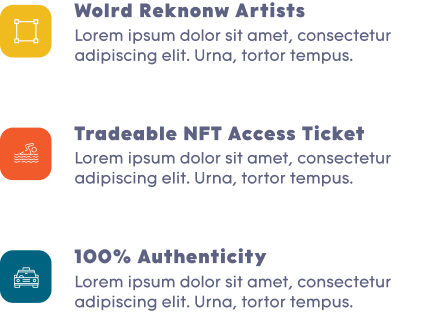 Wolrd Reknonw Artists
Lorem ipsum dolor sit amet, consectetur
adipiscing elit. Urna, tortor tempus.
Tradeable NFT Access Ticket
Lorem ipsum dolor sit amet, consectetur
adipiscing elit. Urna, tortor tempus.
100% Authenticity
Lorem ipsum dolor sit amet, consectetur
adipiscing elit. Urna, tortor tempus.